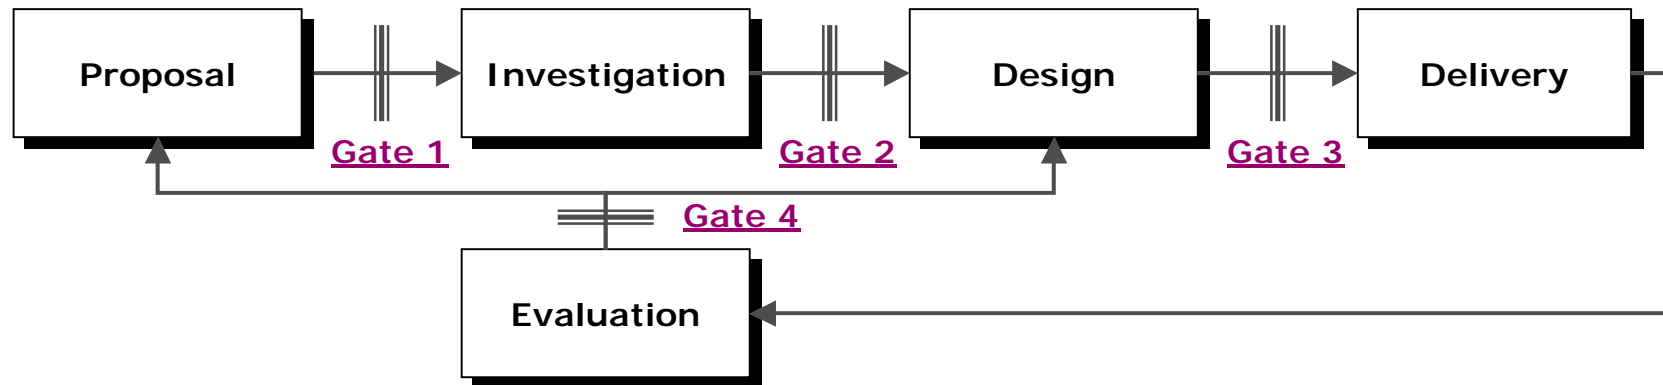 Proposal
Investigation
Design
Delivery
Gate 1
Gate 2
Gate 3
Gate 4
Evaluation